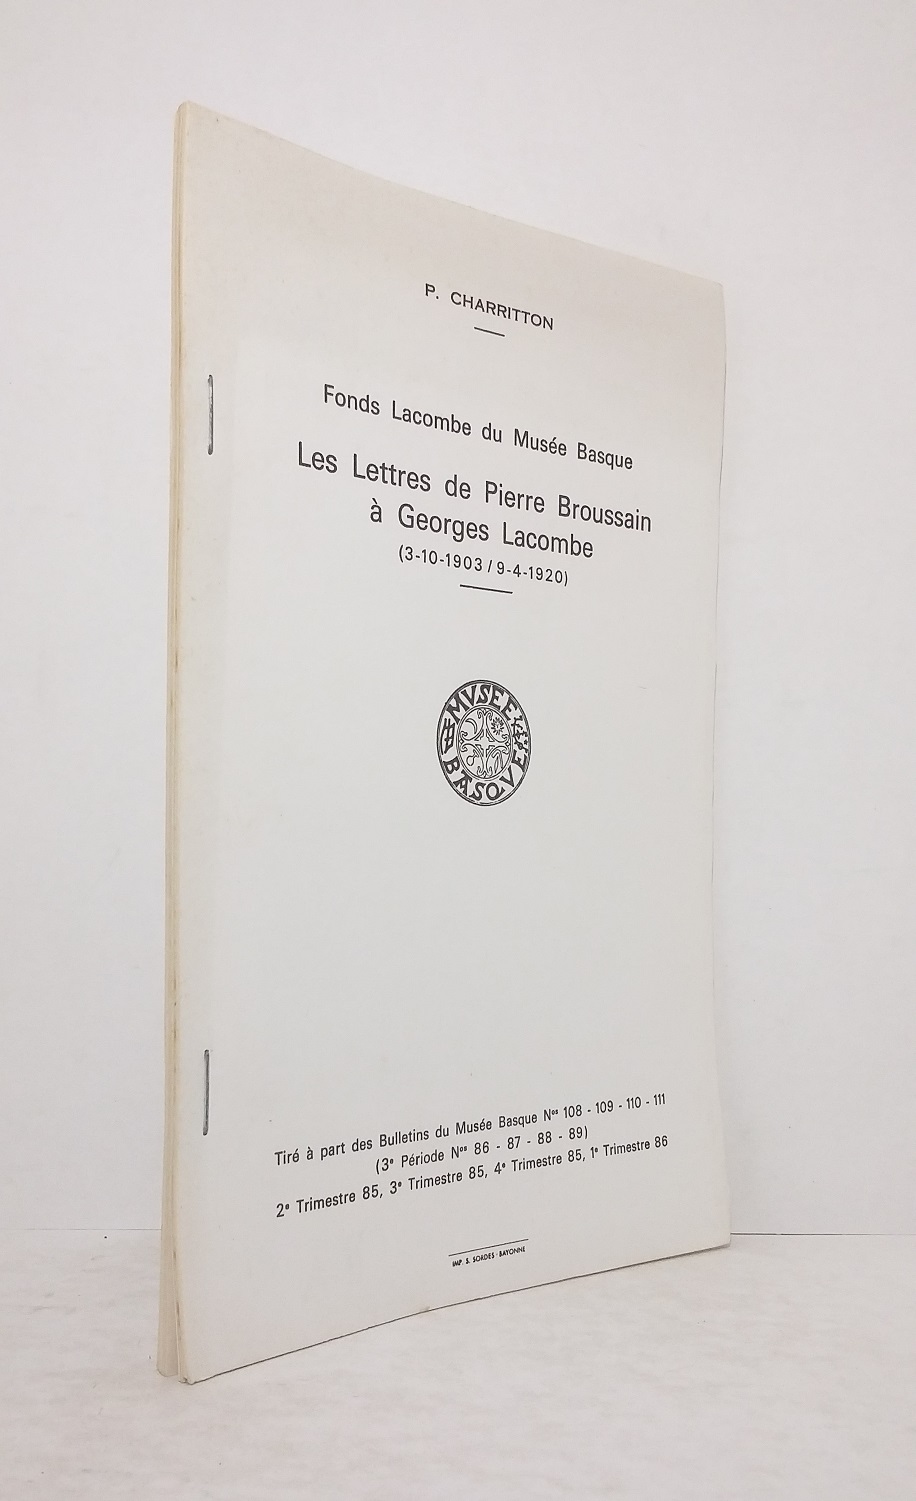 P. CHARRITTON
Fonds Lacombe du Musée Basque
Les Lettres de Pierre Broussain
à Georges Lacombe
(3-10-1903 / 9-4-1920)
MVSEE
BASQVE
Tiré à part des Bulletins du Musée Basque Nos 108 - 109 - 110 - 111
(3e Période Nos 86 - 87 - 88 - 89)
2e Trimestre 85, 3e Trimestre 85, 4e Trimestre 85, 1e Trimestre 86
IMP. S. SORDES - BAYONNE